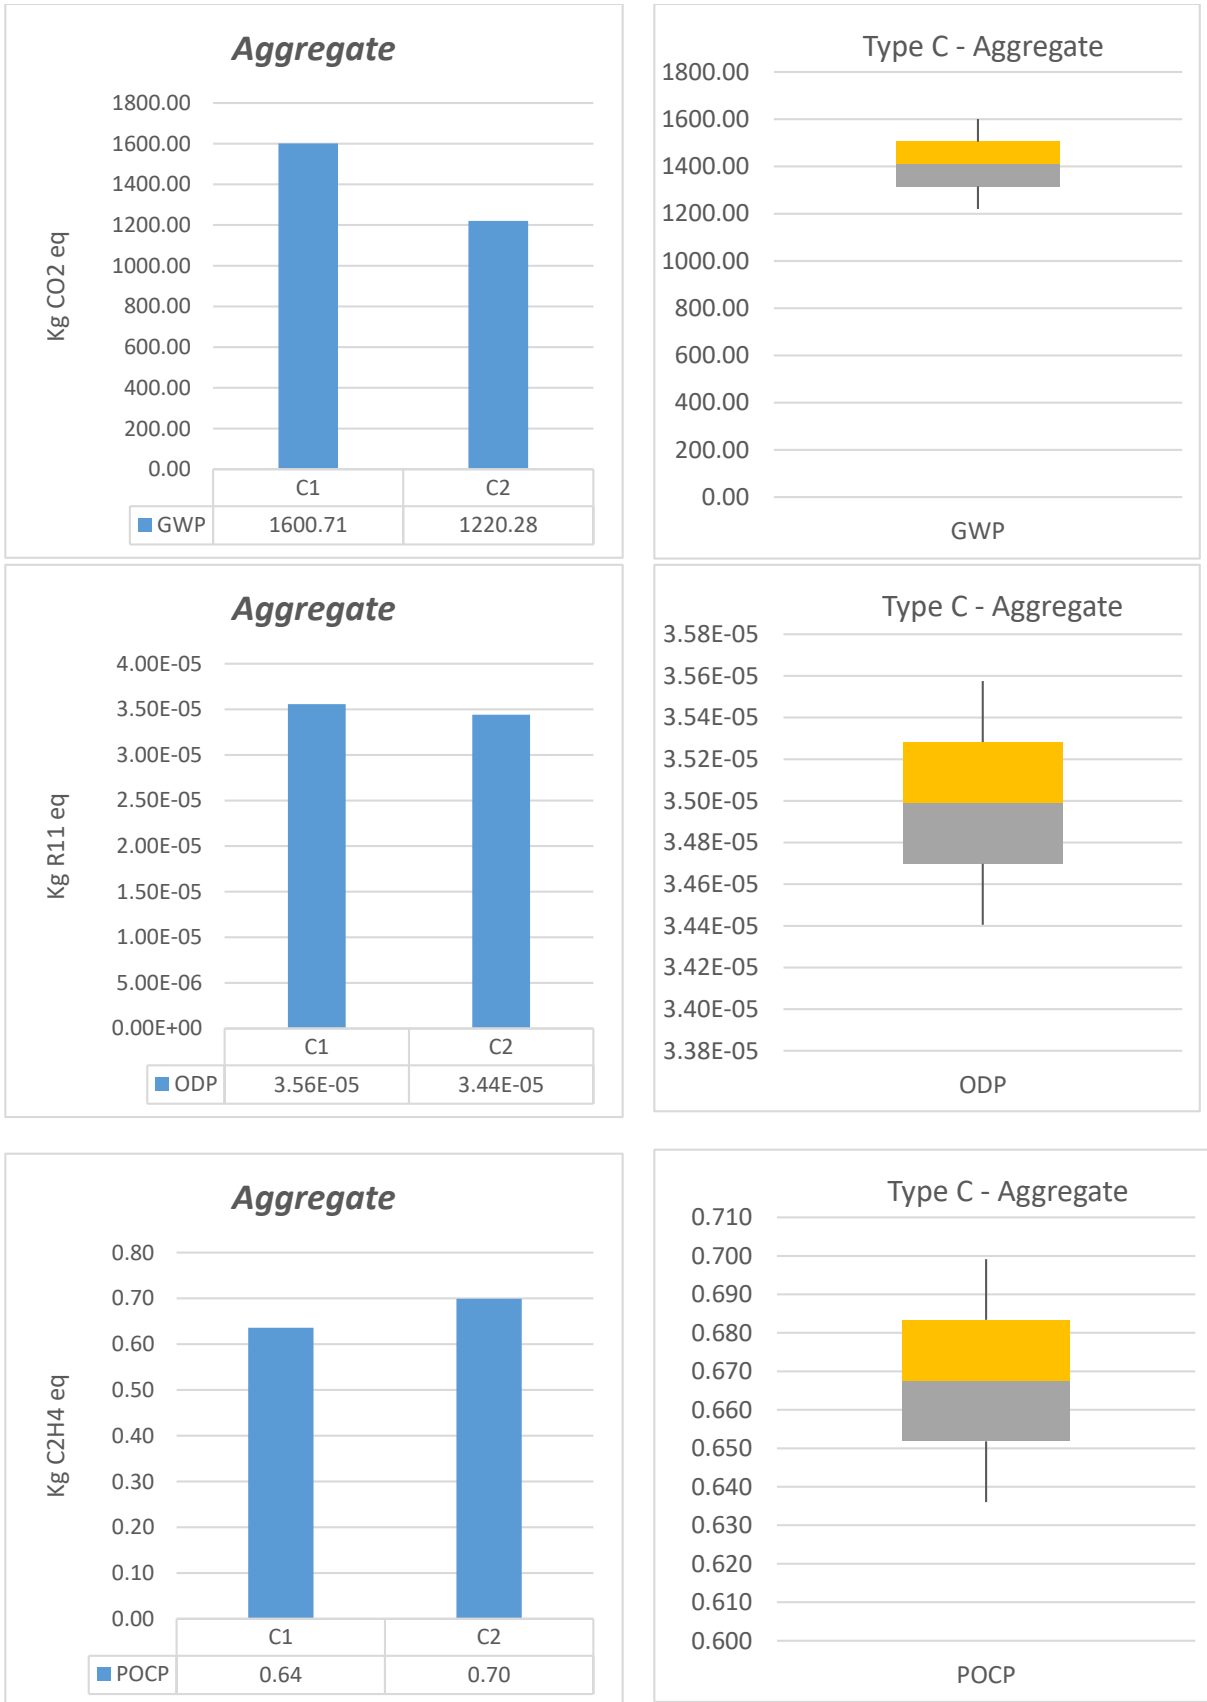 Aggregate
Kg CO2 eq
1800.00
1600.00
1400.00
1200.00
1000.00
800.00
600.00
400.00
200.00
0.00
C1 C2
GWP 1600.71 1220.28
Type C - Aggregate
1800.00
1600.00
1400.00
1200.00
1000.00
800.00
600.00
400.00
200.00
0.00
GWP
Aggregate
Kg R11 eq
4.00E-05
3.50E-05
3.00E-05
2.50E-05
2.00E-05
1.50E-05
1.00E-05
5.00E-06
0.00E+00
C1 C2
ODP 3.56E-05 3.44E-05
Type C - Aggregate
3.58E-05
3.56E-05
3.54E-05
3.52E-05
3.50E-05
3.48E-05
3.46E-05
3.44E-05
3.42E-05
3.40E-05
3.38E-05
ODP
Aggregate
Kg C2H4 eq
0.80
0.70
0.60
0.50
0.40
0.30
0.20
0.10
0.00
C1 C2
POCP 0.64 0.70
Type C - Aggregate
0.710
0.700
0.690
0.680
0.670
0.660
0.650
0.640
0.630
0.620
0.610
0.600
POCP